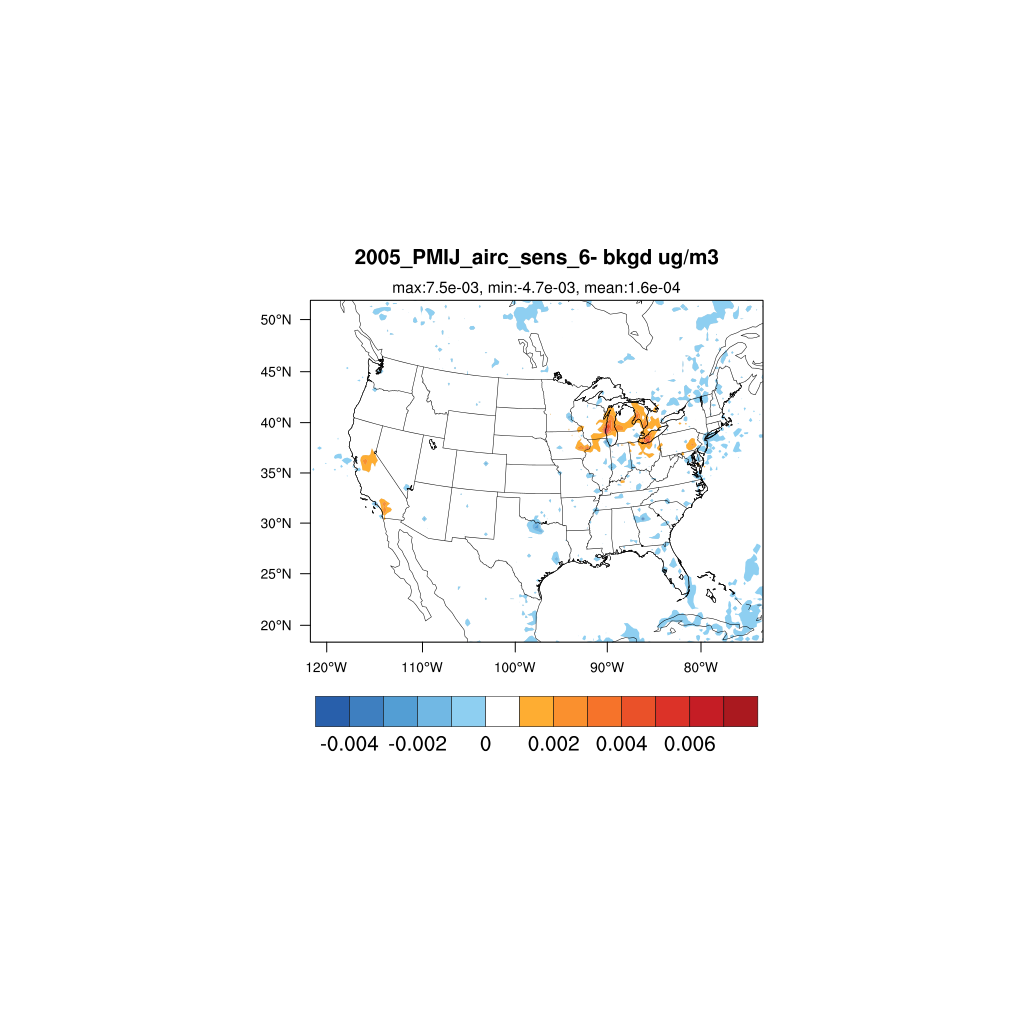 2005_PMIJ_airc_sens_6- bkgd ug/m3
max:7.5e-03, min:-4.7e-03, mean:1.6e-04
50°N
45°N
40°N
35°N
30°N
25°N
20°N
120°W 110°W 100°W 90°W 80°W
-0.004 -0.002 0 0.002 0.004 0.006